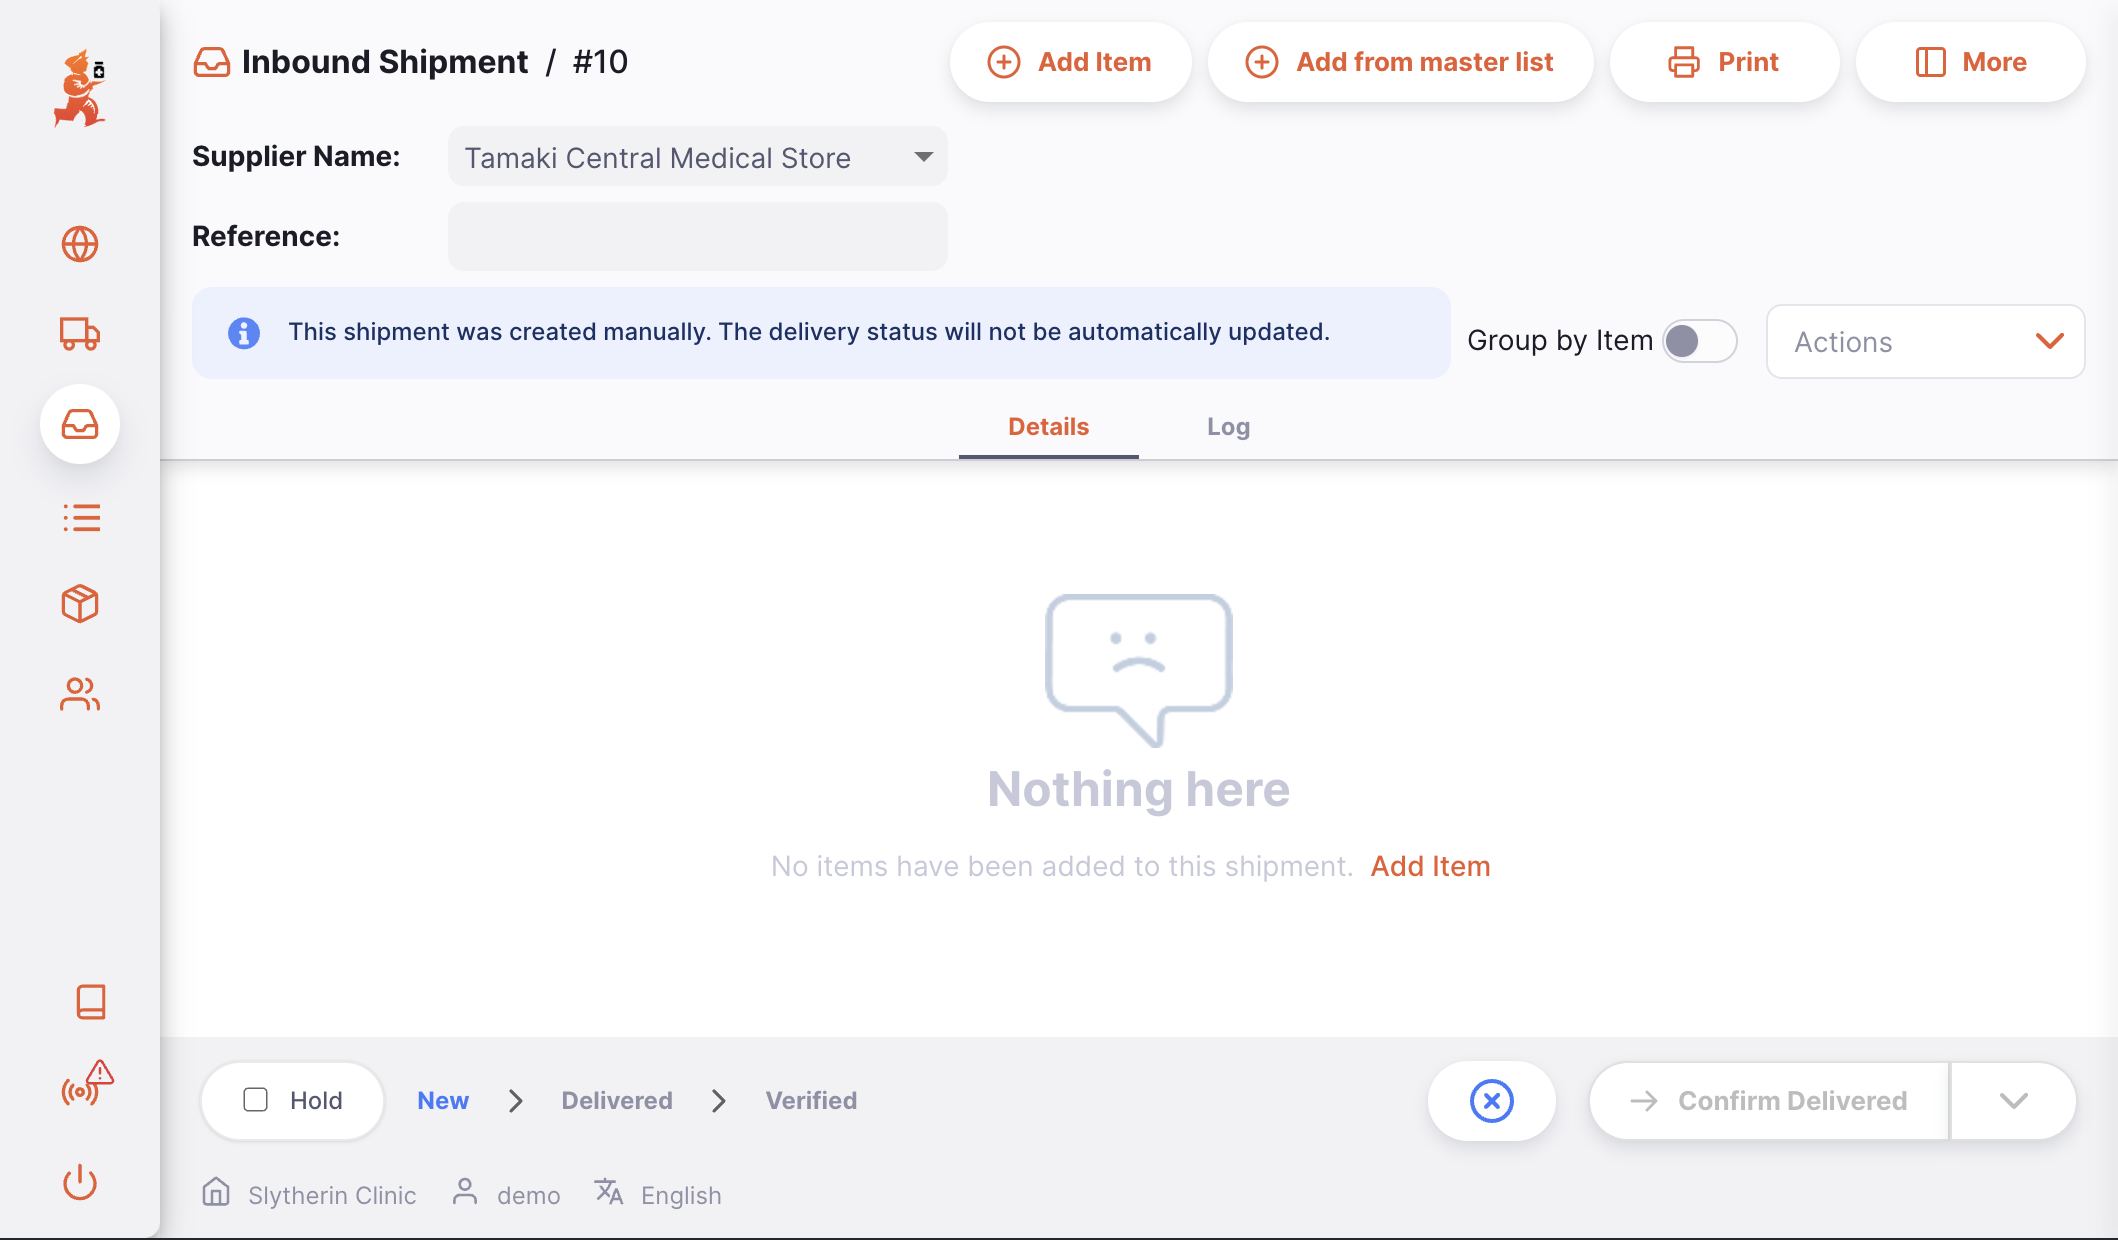 Inbound Shipment / #10
Add Item
Add from master list
Print
More
Supplier Name:
Tamaki Central Medical Store
Reference:
This shipment was created manually. The delivery status will not be automatically updated.
Group by Item
Actions
Details
Log
Nothing here
No items have been added to this shipment. Add Item
Hold
New
Delivered
Verified
Confirm Delivered
Slytherin Clinic
demo
English